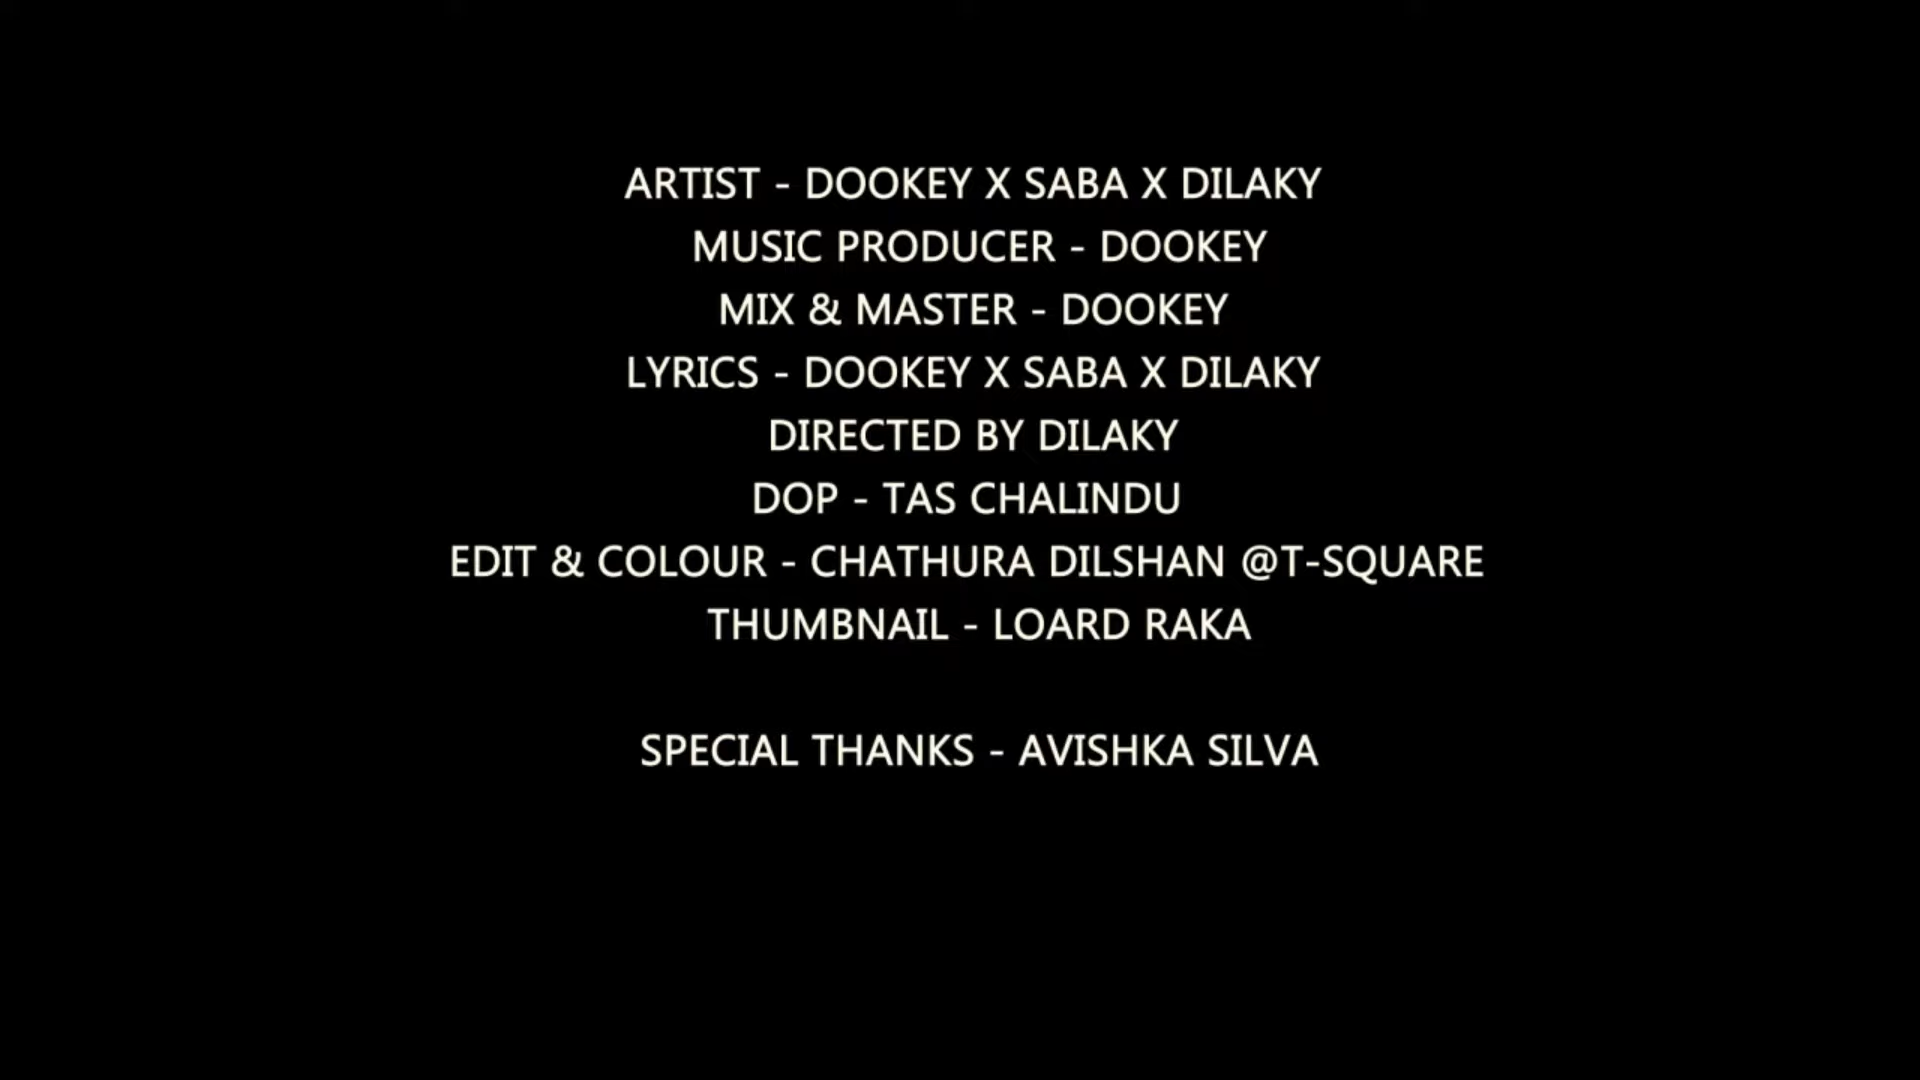 ARTIST - DOOKEY X SABA X DILAKY
MUSIC PRODUCER - DOOKEY
MIX & MASTER - DOOKEY
LYRICS - DOOKEY X SABA X DILAKY
DIRECTED BY DILAKY
DOP - TAS CHALINDU
EDIT & COLOUR - CHATHURA DILSHAN @T-SQUARE
THUMBNAIL - LOARD RAKA
SPECIAL THANKS - AVISHKA SILVA